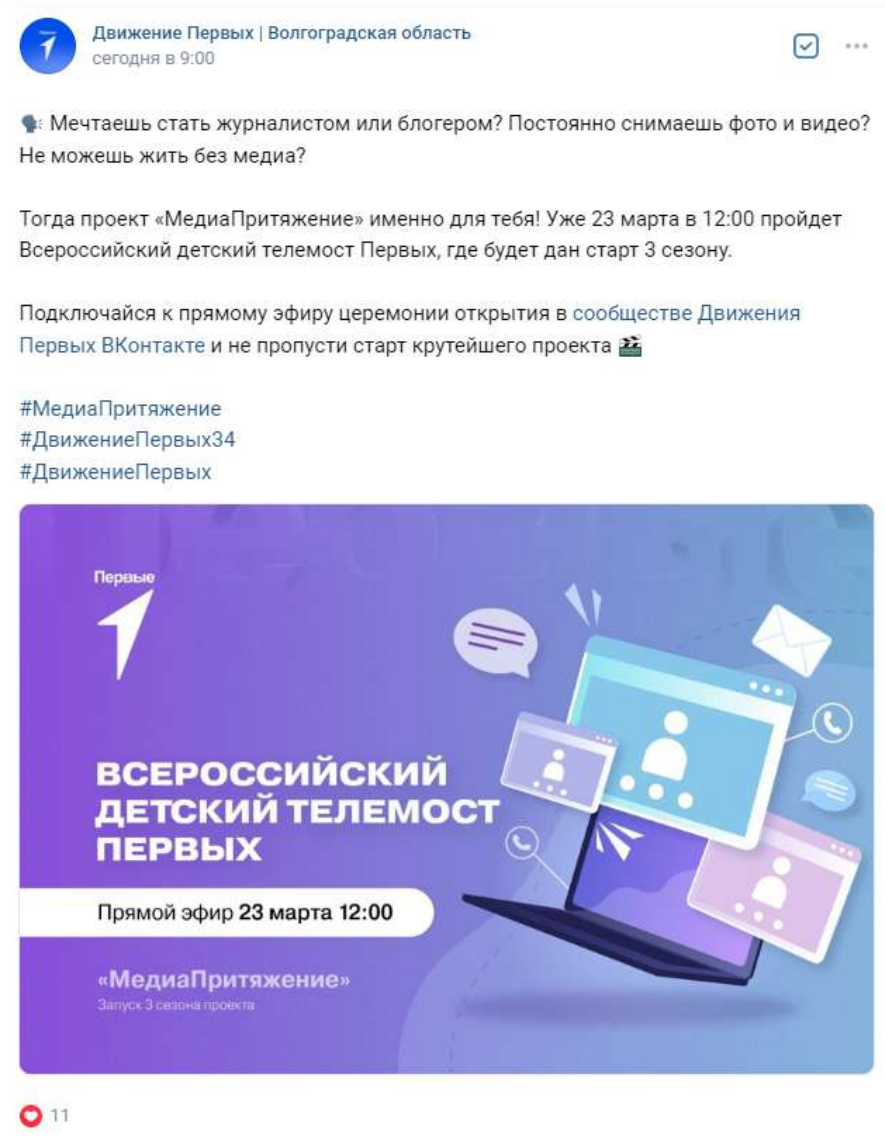 Движение Первых | Волгоградская область
сегодня в 9:00
🗣 Мечтаешь стать журналистом или блогером? Постоянно снимаешь фото и видео?
Не можешь жить без медиа?
Тогда проект «МедиаПритяжение» именно для тебя! Уже 23 марта в 12:00 пройдет
Всероссийский детский телемост Первых, где будет дан старт 3 сезону.
Подключайся к прямому эфиру церемонии открытия в сообществе Движения
Первых ВКонтакте и не пропусти старт крутейшего проекта 🎬
#МедиаПритяжение
#ДвижениеПервых34
#ДвижениеПервых
Первые
ВСЕРОССИЙСКИЙ
ДЕТСКИЙ ТЕЛЕМОСТ
ПЕРВЫХ
Прямой эфир 23 марта 12:00
«МедиаПритяжение»
Запуск 3 сезона проекта
11